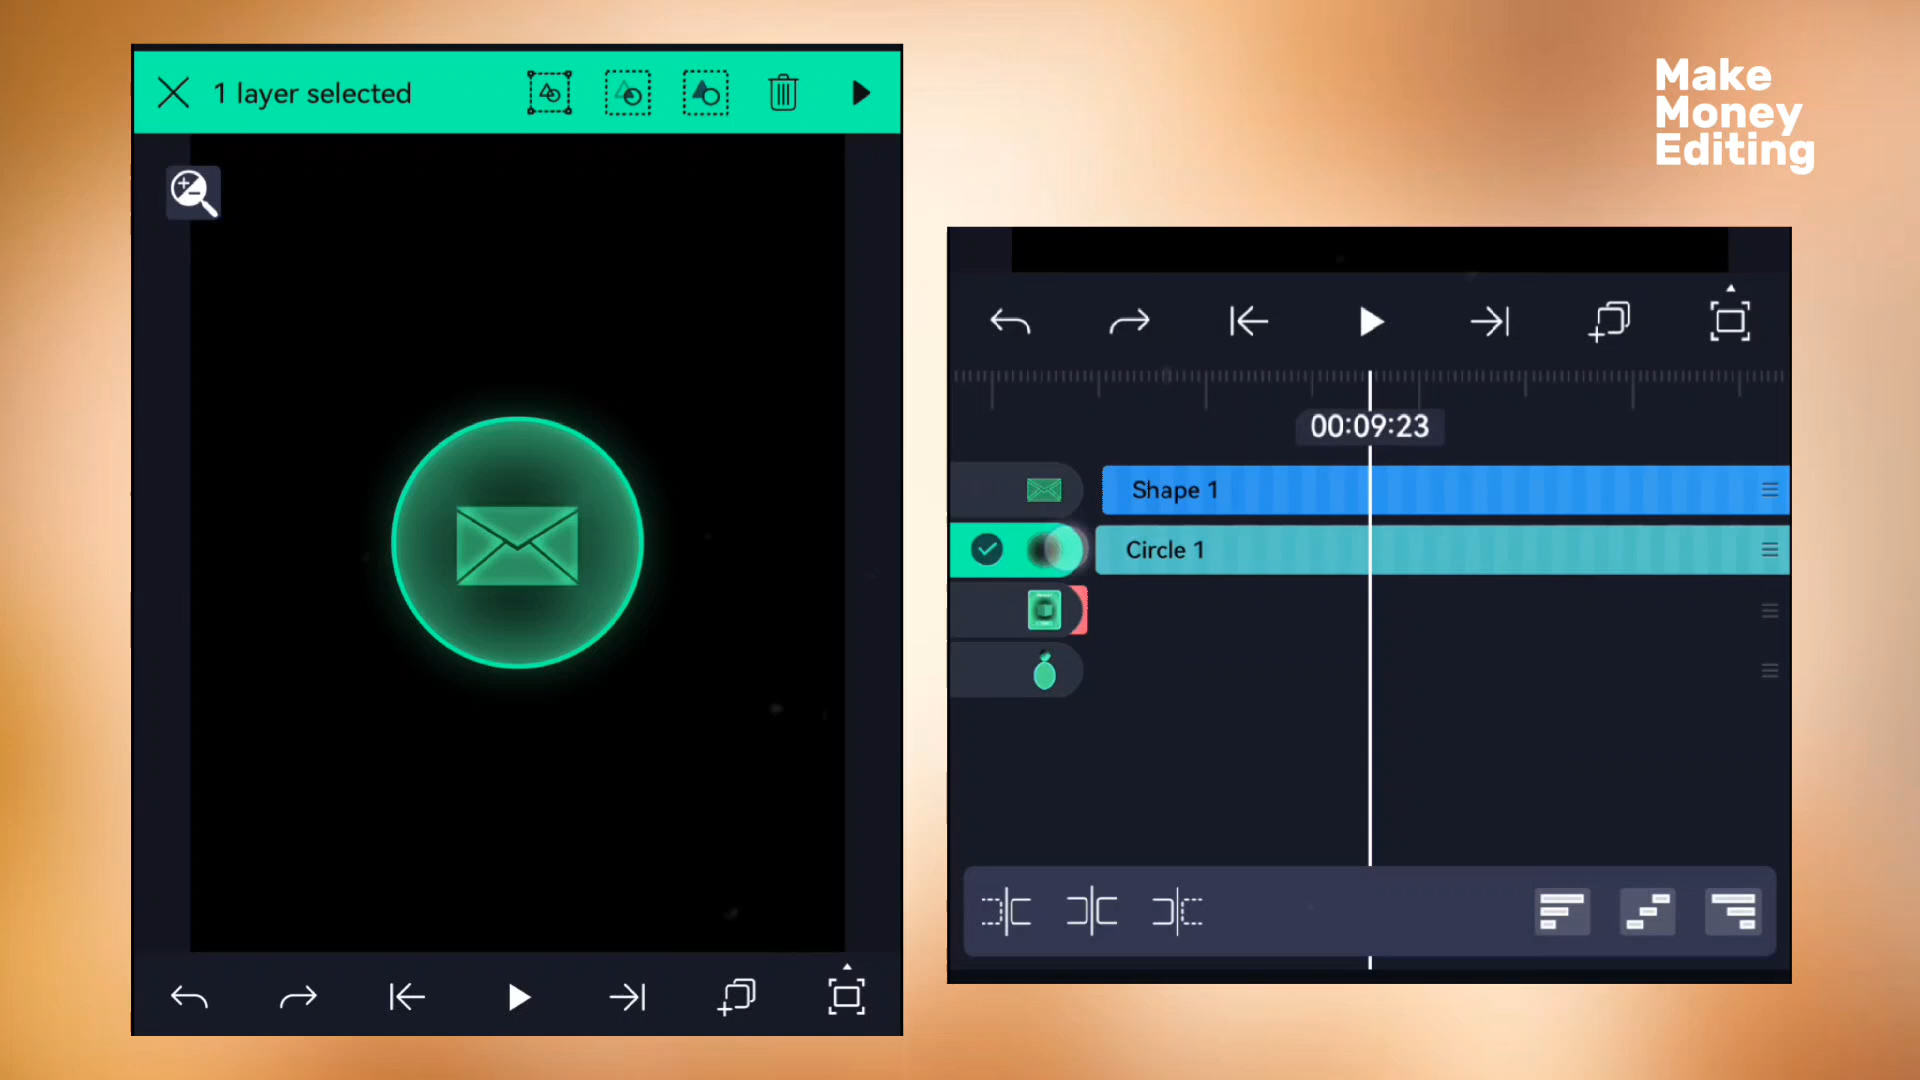 1 layer selected
Make
Money
Editing
00:09:23
Shape 1
Circle 1